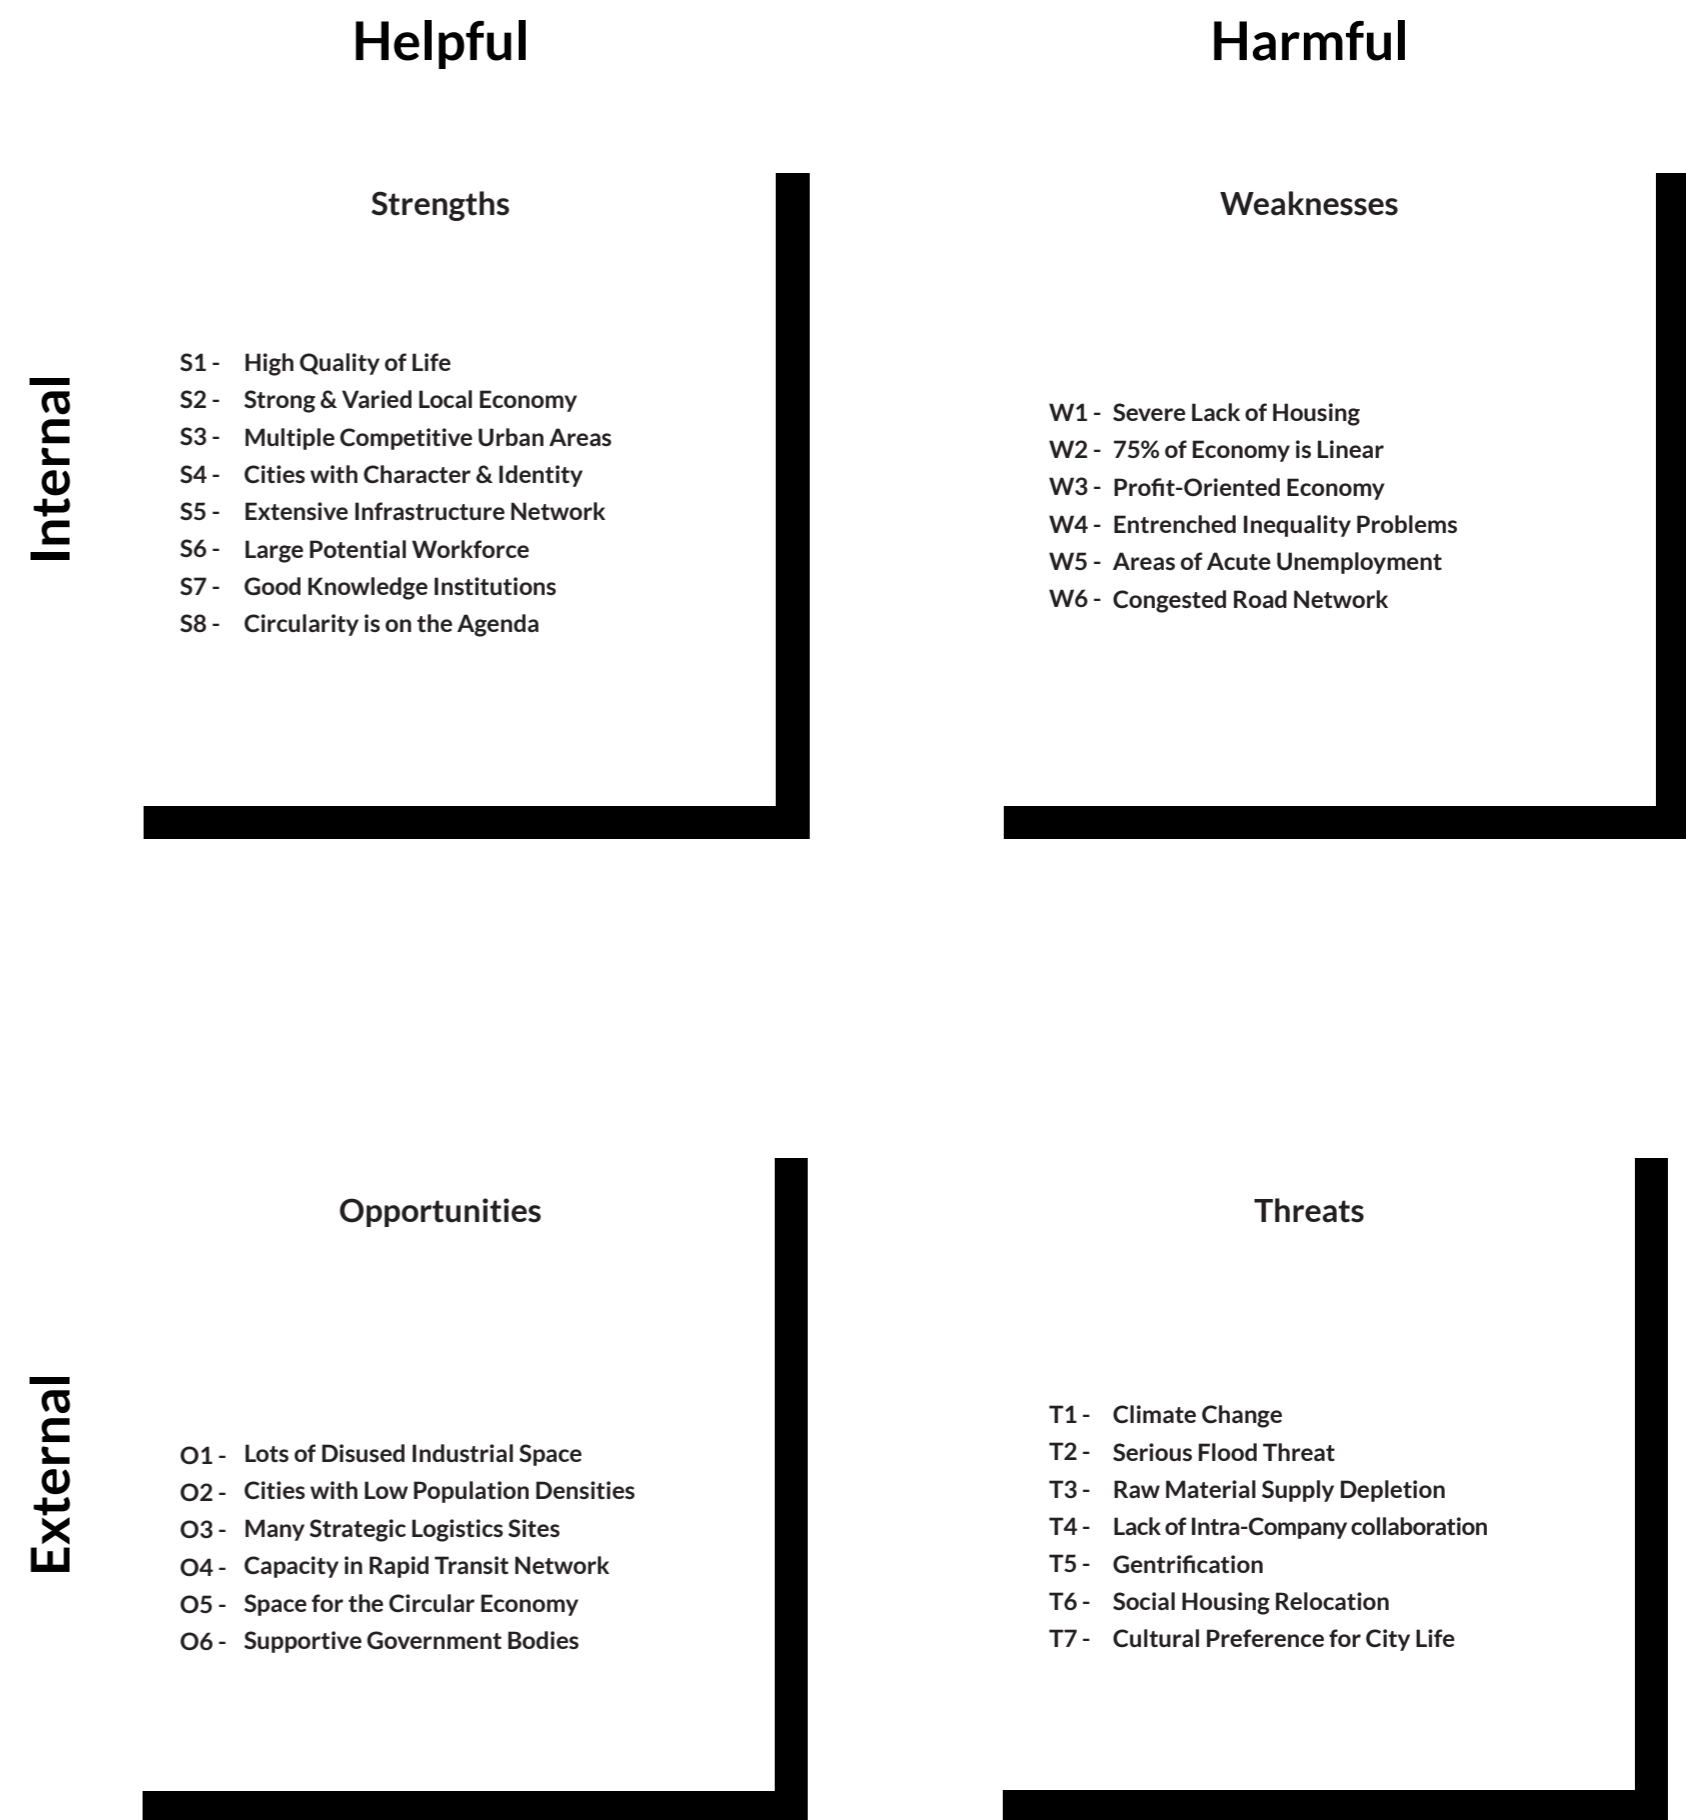 Helpful
Harmful
Internal
Strengths
S1 - High Quality of Life
S2 - Strong & Varied Local Economy
S3 - Multiple Competitive Urban Areas
S4 - Cities with Character & Identity
S5 - Extensive Infrastructure Network
S6 - Large Potential Workforce
S7 - Good Knowledge Institutions
S8 - Circularity is on the Agenda
Weaknesses
W1 - Severe Lack of Housing
W2 - 75% of Economy is Linear
W3 - Profit-Oriented Economy
W4 - Entrenched Inequality Problems
W5 - Areas of Acute Unemployment
W6 - Congested Road Network
External
Opportunities
O1 - Lots of Disused Industrial Space
O2 - Cities with Low Population Densities
O3 - Many Strategic Logistics Sites
O4 - Capacity in Rapid Transit Network
O5 - Space for the Circular Economy
O6 - Supportive Government Bodies
Threats
T1 - Climate Change
T2 - Serious Flood Threat
T3 - Raw Material Supply Depletion
T4 - Lack of Intra-Company collaboration
T5 - Gentrification
T6 - Social Housing Relocation
T7 - Cultural Preference for City Life